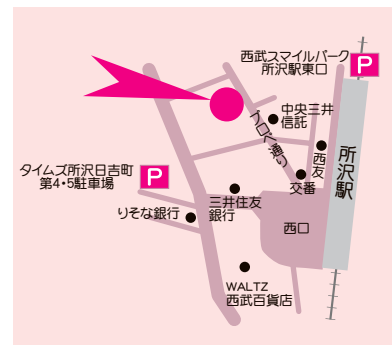 西武スマイルパーク
所沢駅東口
P
中央三井
信託
プロペ通り
西友
所沢駅
交番
タイムズ所沢日吉町
第4・5駐車場
P
三井住友
銀行
りそな銀行
西口
WALTZ
西武百貨店